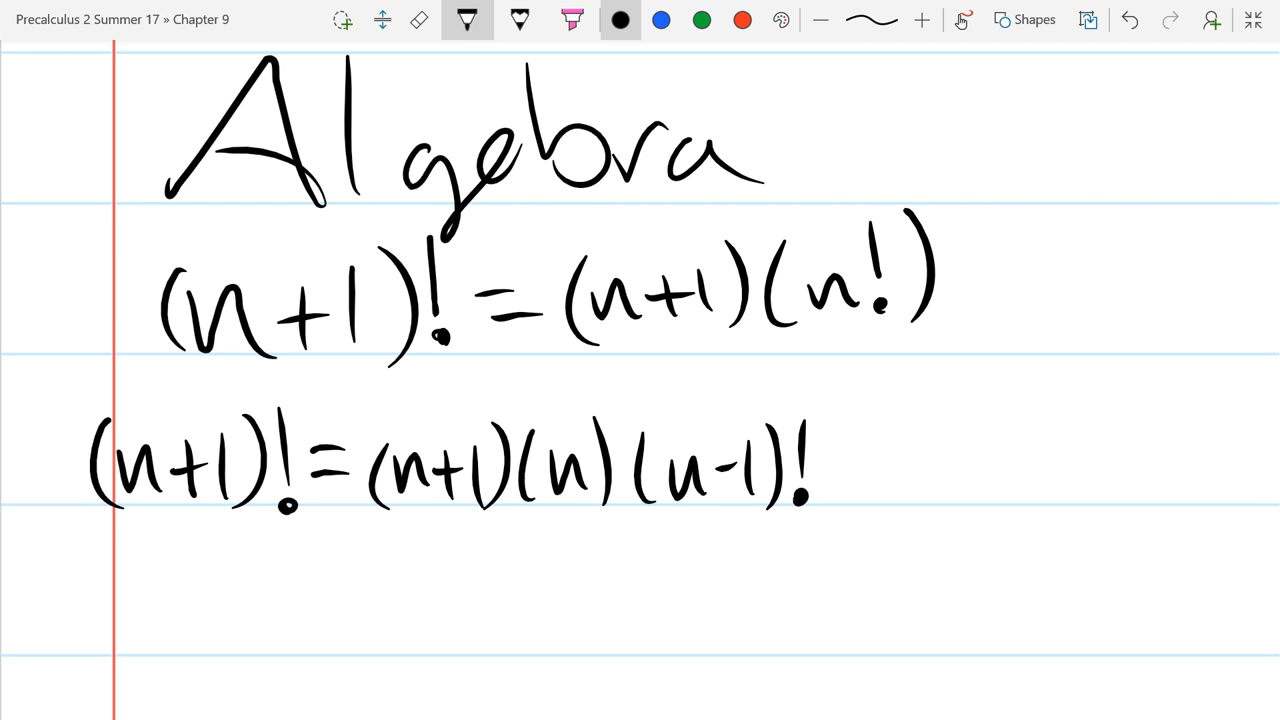 Precalculus 2 Summer 17 » Chapter 9 Shapes
Algebra
(n+1)! = (n+1)(n!)
(n+1)! = (n+1)(n)(n-1)!